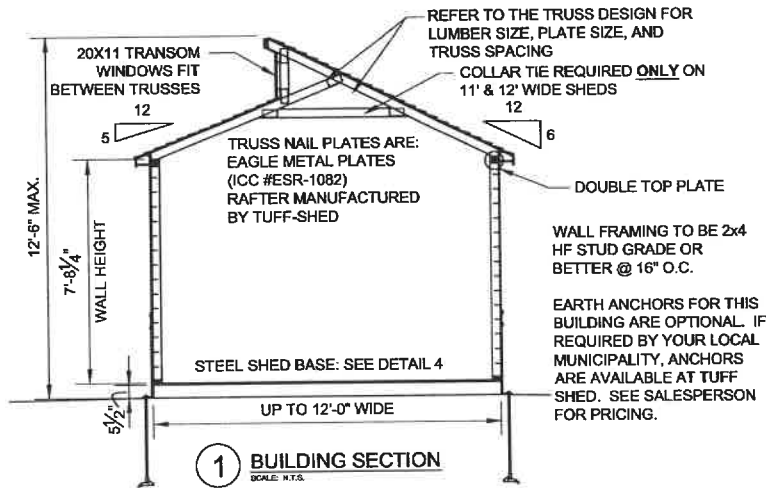 REFER TO THE TRUSS DESIGN FOR
LUMBER SIZE, PLATE SIZE, AND
TRUSS SPACING
20X11 TRANSOM
WINDOWS FIT
BETWEEN TRUSSES
COLLAR TIE REQUIRED ONLY ON
11' & 12' WIDE SHEDS
12
5
12
6
TRUSS NAIL PLATES ARE:
EAGLE METAL PLATES
(ICC #ESR-1082)
RAFTER MANUFACTURED
BY TUFF-SHED
DOUBLE TOP PLATE
12'-6" MAX.
7'-8¼"
WALL HEIGHT
WALL FRAMING TO BE 2x4
HF STUD GRADE OR
BETTER @ 16" O.C.
EARTH ANCHORS FOR THIS
BUILDING ARE OPTIONAL. IF
REQUIRED BY YOUR LOCAL
MUNICIPALITY, ANCHORS
ARE AVAILABLE AT TUFF
SHED. SEE SALESPERSON
FOR PRICING.
STEEL SHED BASE: SEE DETAIL 4
5½"
UP TO 12'-0" WIDE
1 BUILDING SECTION
SCALE: N.T.S.